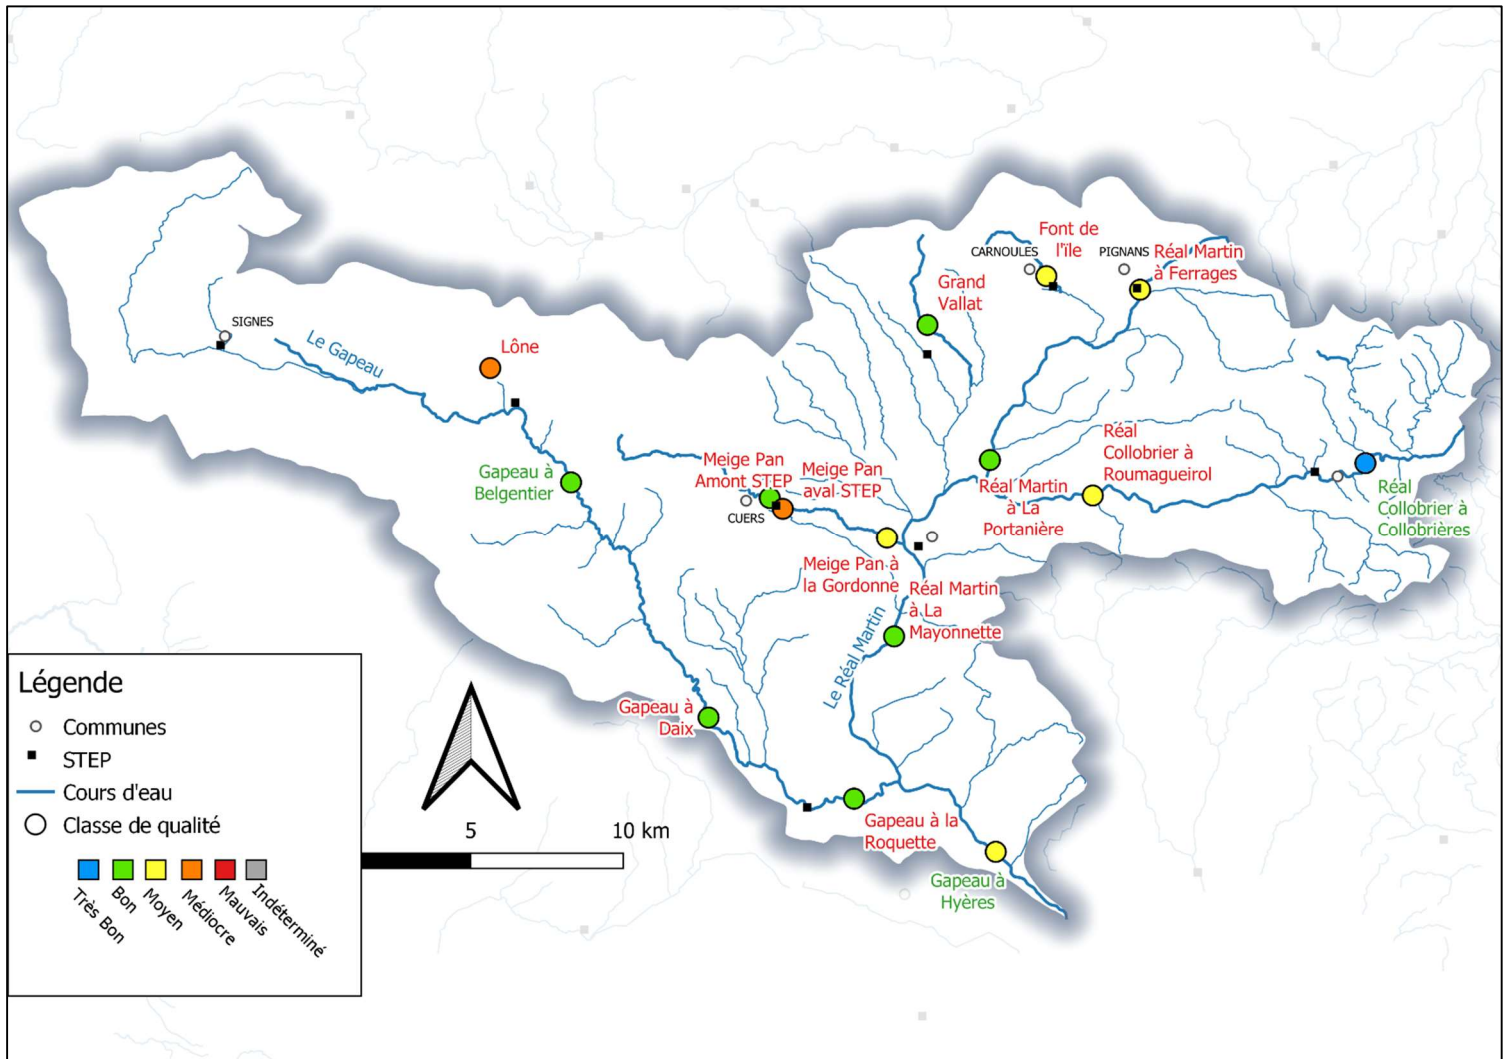 Font de
l'ïle
CARNOULES
PIGNANS
Réal Martin
à Ferrages
Grand
Vallat
SIGNES
Le Gapeau
Lône
Réal
Collobrier à
Roumagueirol
Meige Pan
Amont STEP
Meige Pan
aval STEP
Gapeau à
Belgentier
CUERS
Réal Martin
à La
Portanière
Réal
Collobrier à
Collobrières
Meige Pan à
la Gordonne
Réal Martin
à La
Mayonnette
Le Réal Martin
Gapeau à
Daix
Gapeau à la
Roquette
Gapeau à
Hyères
Légende
Communes
STEP
Cours d'eau
Classe de qualité
Très Bon
Bon
Moyen
Médiocre
Mauvais
Indéterminé
5
10 km